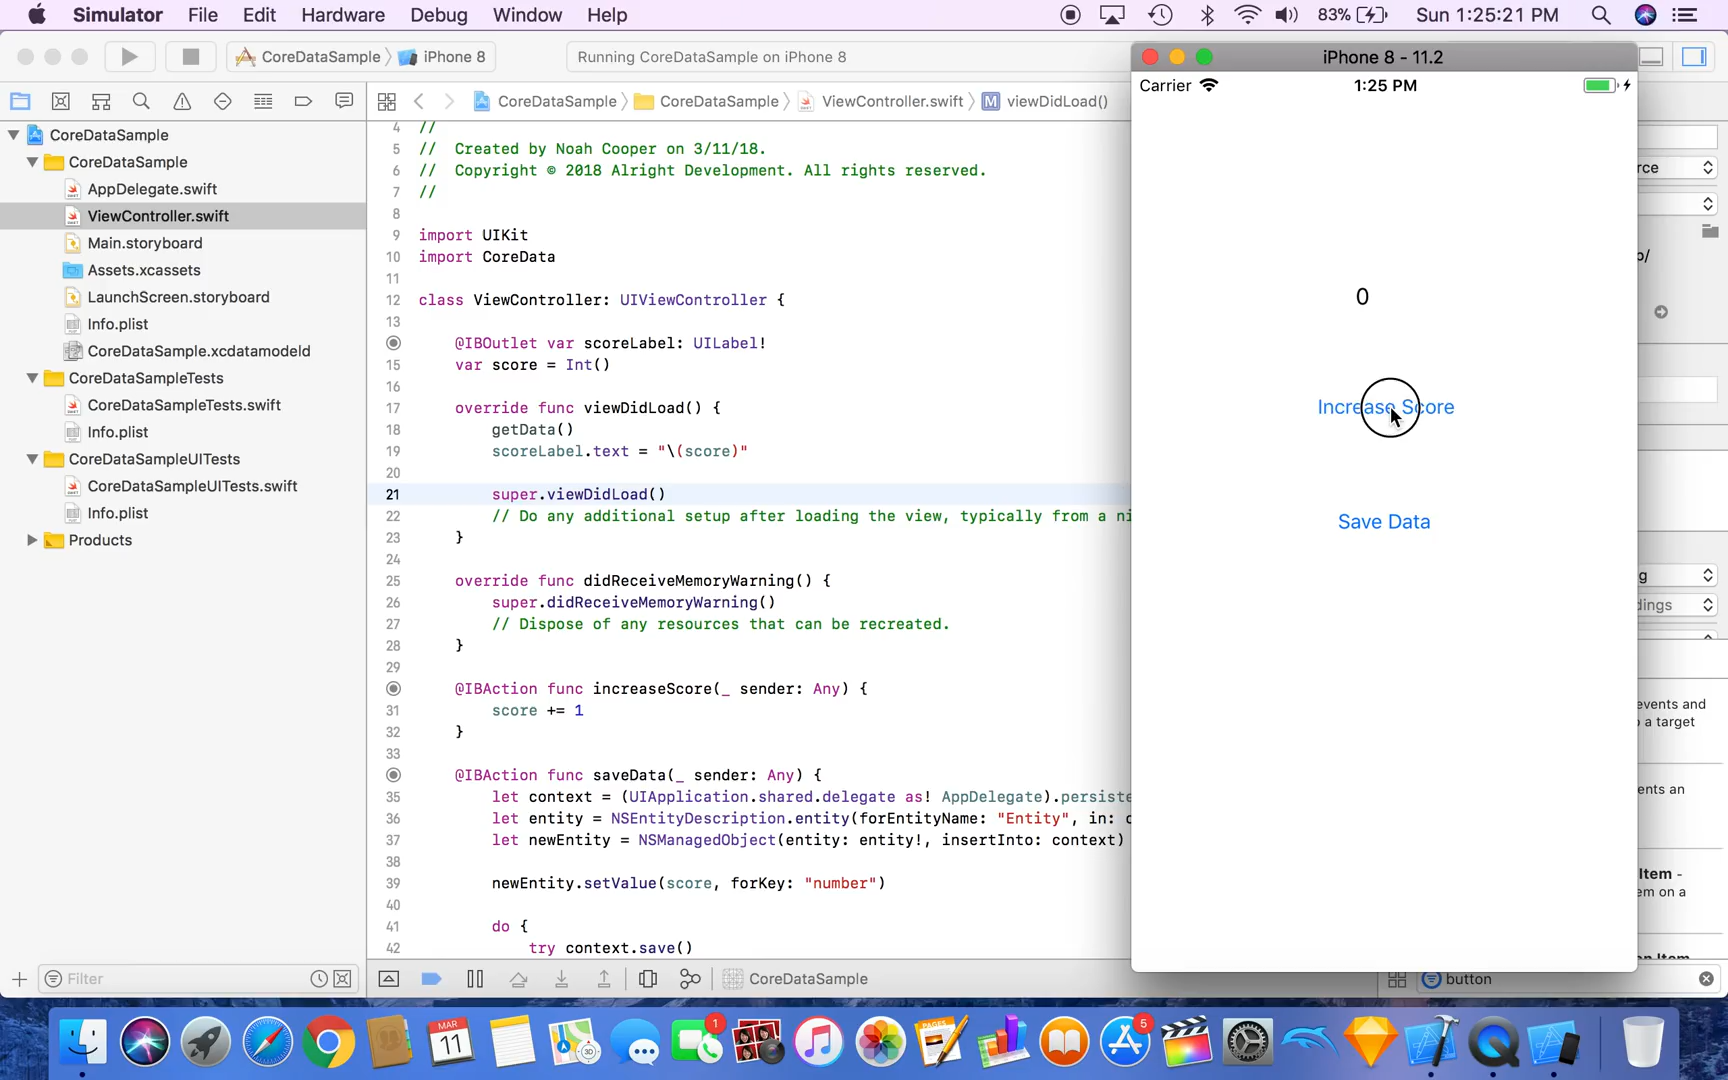 Simulator File Edit Hardware Debug Window Help 83% Sun 1:25:21 PM
CoreDataSample iPhone 8 Running CoreDataSample on iPhone 8
iPhone 8 - 11.2
Carrier 1:25 PM
CoreDataSample CoreDataSample ViewController.swift M viewDidLoad()
CoreDataSample
CoreDataSample
AppDelegate.swift
ViewController.swift
Main.storyboard
Assets.xcassets
LaunchScreen.storyboard
Info.plist
CoreDataSample.xcdatamodeld
CoreDataSampleTests
CoreDataSampleTests.swift
Info.plist
CoreDataSampleUITests
CoreDataSampleUITests.swift
Info.plist
Products
Filter
4 //
5 // Created by Noah Cooper on 3/11/18.
6 // Copyright © 2018 Alright Development. All rights reserved.
7 //
8
9 import UIKit
10 import CoreData
11
12 class ViewController: UIViewController {
13
@IBOutlet var scoreLabel: UILabel!
15 var score = Int()
16
17 override func viewDidLoad() {
18 getData()
19 scoreLabel.text = "\(score)"
20
21 super.viewDidLoad()
22 // Do any additional setup after loading the view, typically from a ni
23 }
24
25 override func didReceiveMemoryWarning() {
26 super.didReceiveMemoryWarning()
27 // Dispose of any resources that can be recreated.
28 }
29
@IBAction func increaseScore(_ sender: Any) {
31 score += 1
32 }
33
@IBAction func saveData(_ sender: Any) {
35 let context = (UIApplication.shared.delegate as! AppDelegate).persiste
36 let entity = NSEntityDescription.entity(forEntityName: "Entity", in: c
37 let newEntity = NSManagedObject(entity: entity!, insertInto: context)
38
39 newEntity.setValue(score, forKey: "number")
40
41 do {
42 try context.save()
CoreDataSample
0
Increase Score
Save Data
rce
p/
g
dings
events and
a target
ents an
Item -
em on a
button
MAR
11
1
3D
PAGES
5